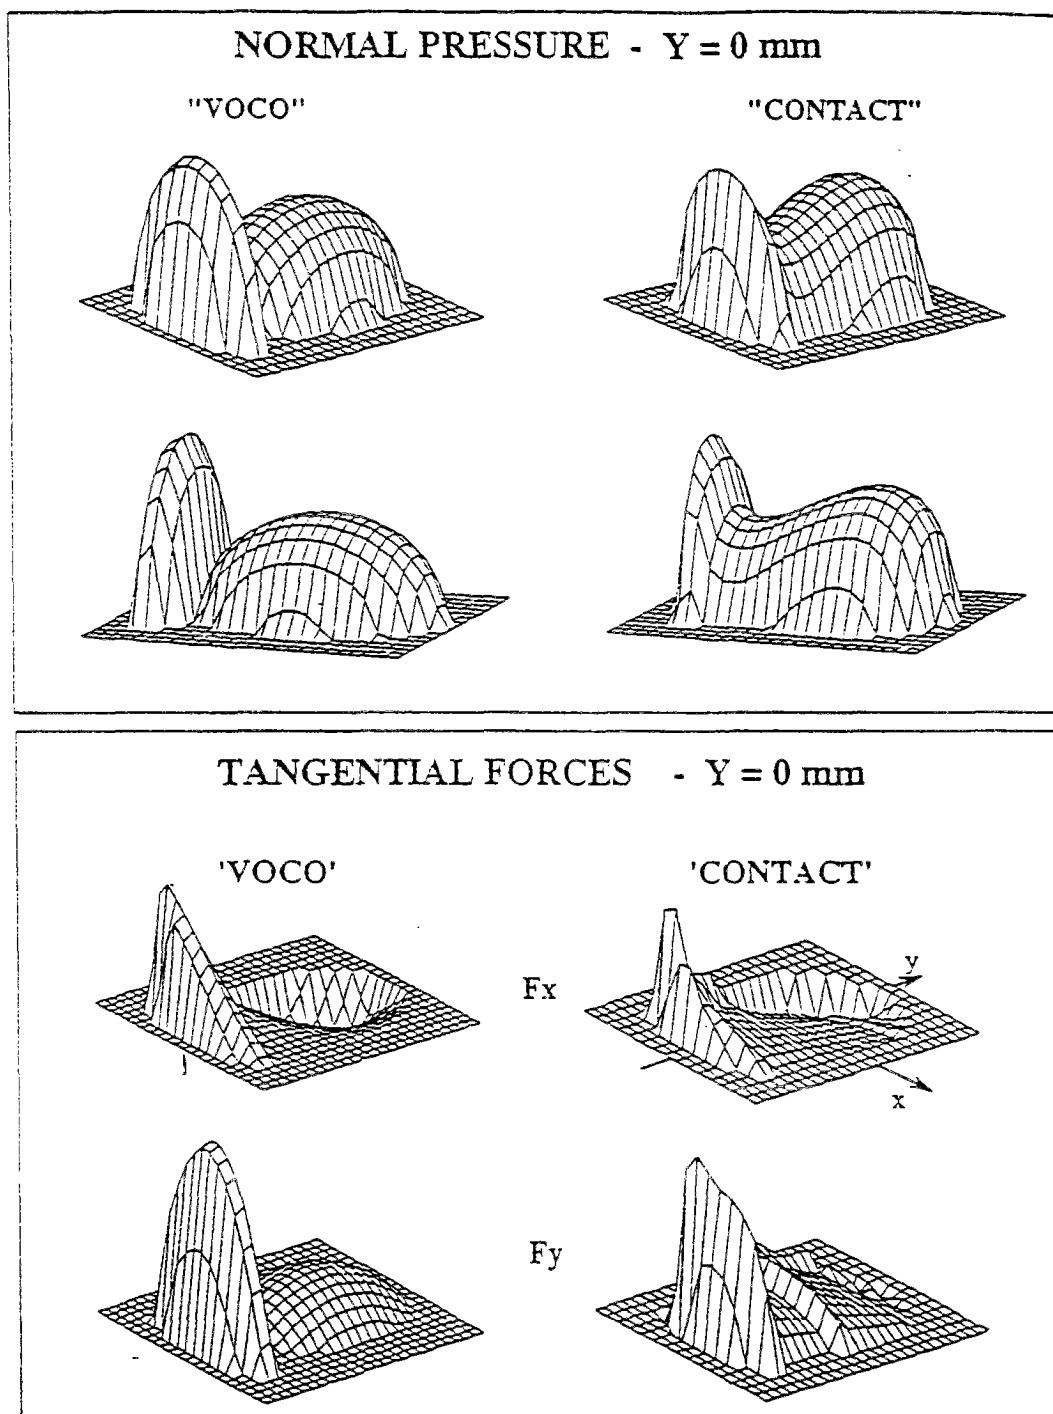 NORMAL PRESSURE - Y = 0 mm
"VOCO" "CONTACT"
TANGENTIAL FORCES - Y = 0 mm
'VOCO' 'CONTACT'
Fx
y
x
Fy